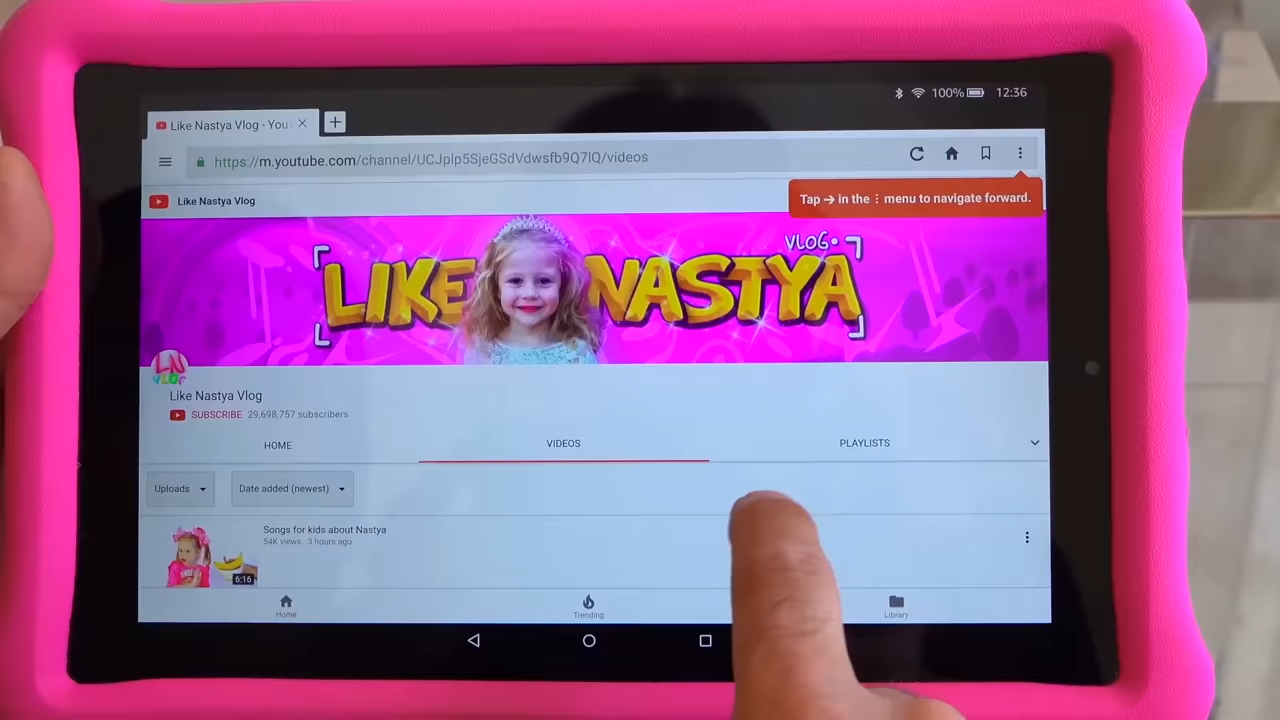 100% 12:36
Like Nastya Vlog - You
https://m.youtube.com/channel/UCJplp5SjeGSdVdwsfb9Q7lQ/videos
Like Nastya Vlog
Tap → in the ⋮ menu to navigate forward.
VLOG
LIKE NASTYA
LN
VLOG
Like Nastya Vlog
SUBSCRIBE 29,698,757 subscribers
HOME VIDEOS PLAYLISTS
Uploads Date added (newest)
Songs for kids about Nastya
54K views · 3 hours ago
6:16
Home Trending Library